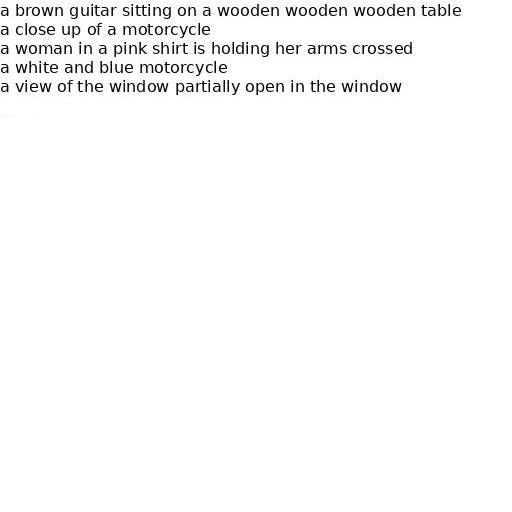 a brown guitar sitting on a wooden wooden wooden table
a close up of a motorcycle
a woman in a pink shirt is holding her arms crossed
a white and blue motorcycle
a view of the window partially open in the window